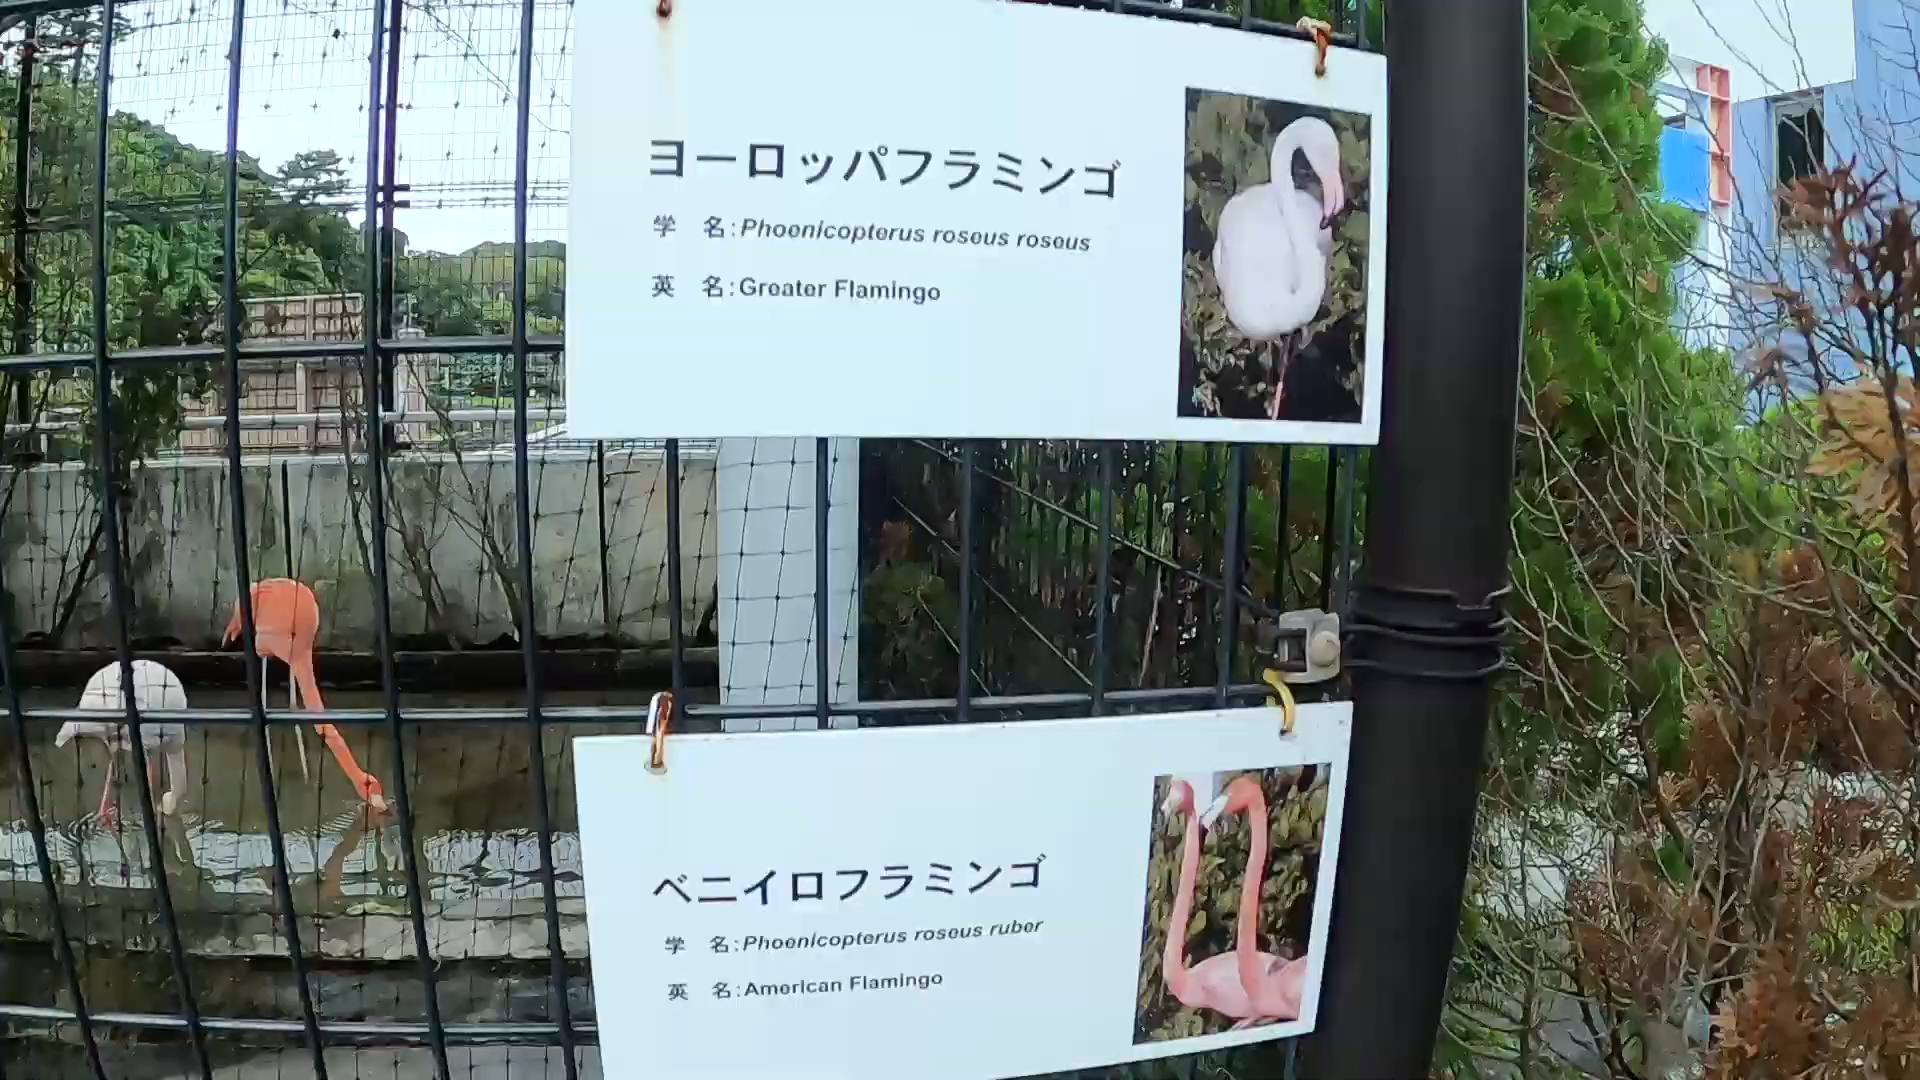 ヨーロッパフラミンゴ
学 名:Phoenicopterus roseus roseus
英 名:Greater Flamingo
ベニイロフラミンゴ
学 名:Phoenicopterus roseus ruber
英 名:American Flamingo